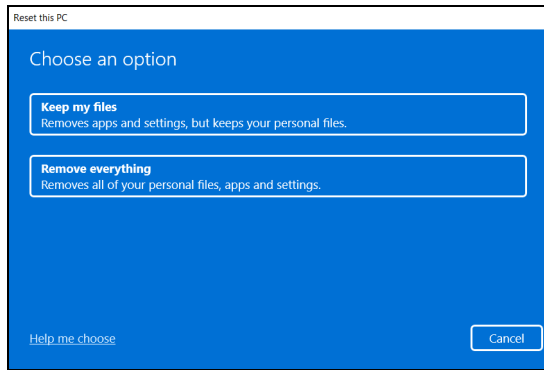 Reset this PC
Choose an option
Keep my files
Removes apps and settings, but keeps your personal files.
Remove everything
Removes all of your personal files, apps and settings.
Help me choose
Cancel